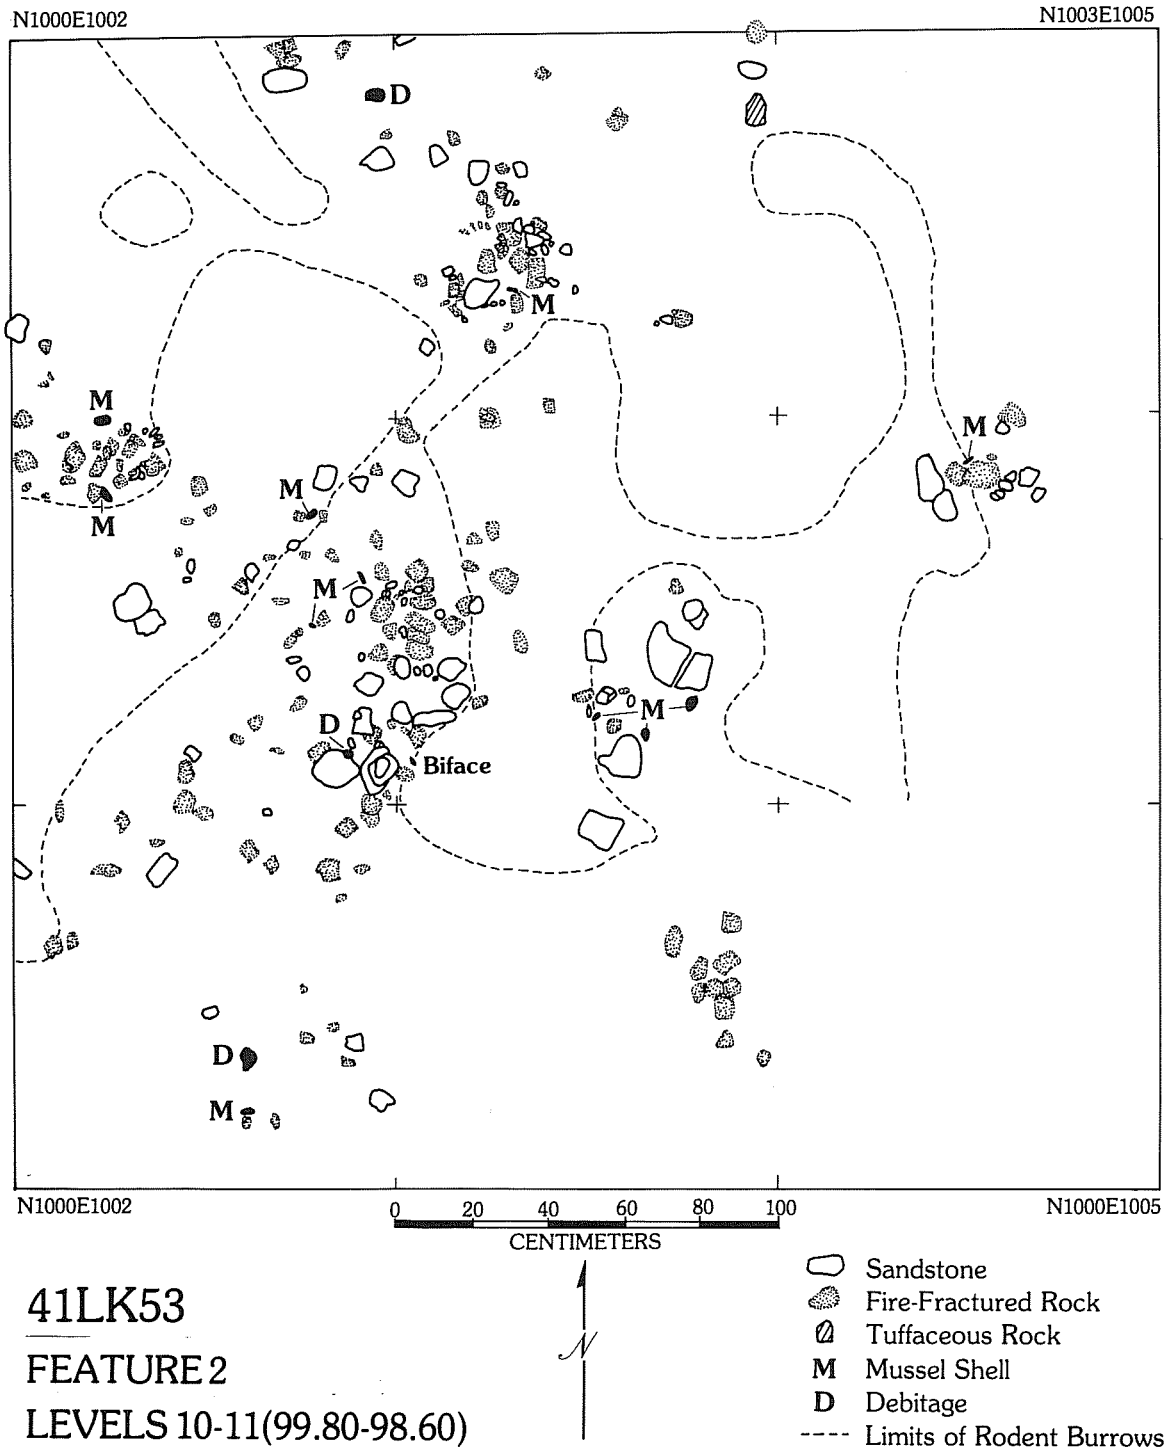 N1000E1002
N1003E1005
D
M
M
M
M
M
M
D
M
Biface
D
M
N1000E1002
N1000E1005
0 20 40 60 80 100
CENTIMETERS
41LK53
FEATURE 2
LEVELS 10-11(99.80-98.60)
N
Sandstone
Fire-Fractured Rock
Tuffaceous Rock
M Mussel Shell
D Debitage
Limits of Rodent Burrows